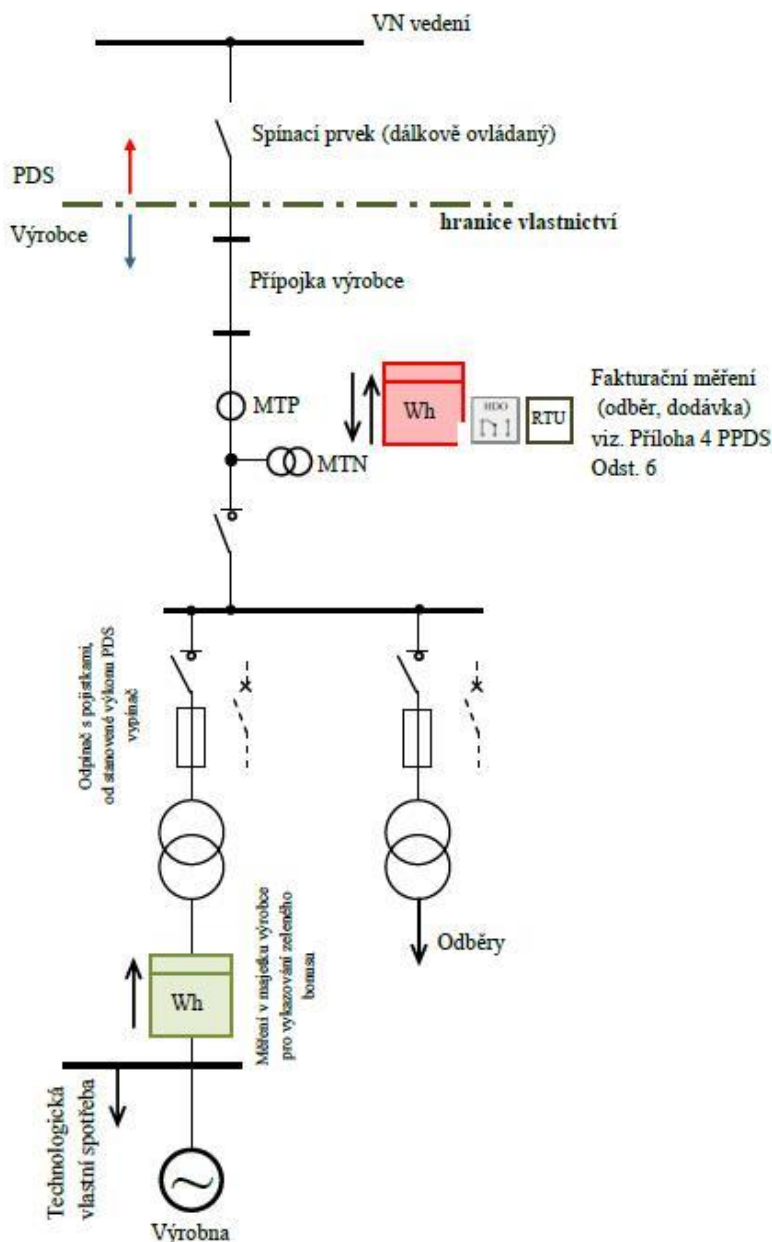 VN vedení
Spínací prvek (dálkově ovládaný)
PDS
hranice vlastnictví
Výrobce
Přípojka výrobce
MTP
Wh
HDO
RTU
Fakturační měření
(odběr, dodávka)
viz. Příloha 4 PPDS
Odst. 6
MTN
Odpínač s pojistkami,
od stanovené výkonu PDS
vypínač
Odběry
Wh
Měření v majetku výrobce
pro vykazování zeleného
bonusu
Technologická
vlastní spotřeba
Výrobna